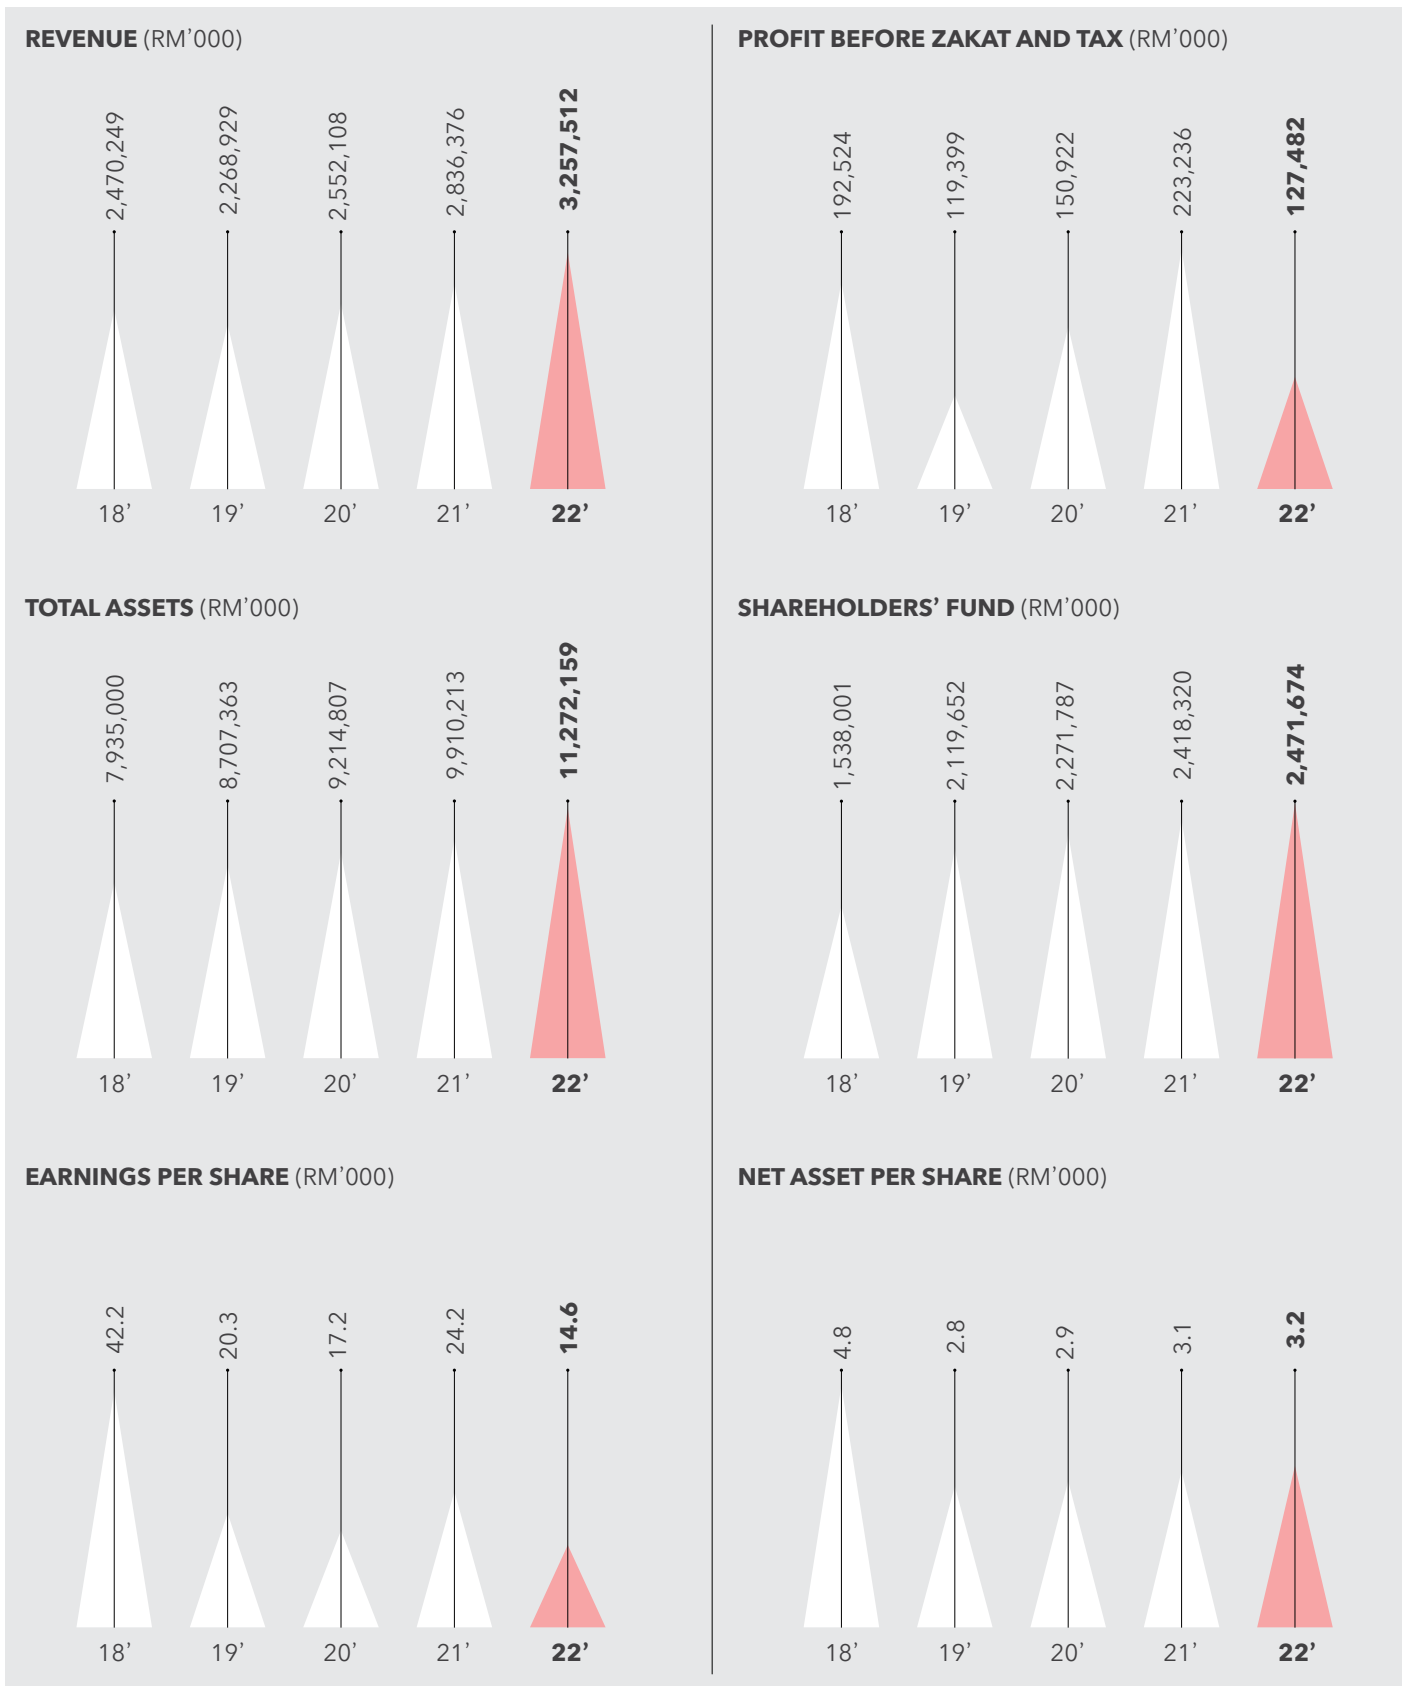 REVENUE (RM’000)
2,470,249
2,268,929
2,552,108
2,836,376
3,257,512
18’ 19’ 20’ 21’ 22’
PROFIT BEFORE ZAKAT AND TAX (RM’000)
192,524
119,399
150,922
223,236
127,482
18’ 19’ 20’ 21’ 22’
TOTAL ASSETS (RM’000)
7,935,000
8,707,363
9,214,807
9,910,213
11,272,159
18’ 19’ 20’ 21’ 22’
SHAREHOLDERS’ FUND (RM’000)
1,538,001
2,119,652
2,271,787
2,418,320
2,471,674
18’ 19’ 20’ 21’ 22’
EARNINGS PER SHARE (RM’000)
42.2
20.3
17.2
24.2
14.6
18’ 19’ 20’ 21’ 22’
NET ASSET PER SHARE (RM’000)
4.8
2.8
2.9
3.1
3.2
18’ 19’ 20’ 21’ 22’